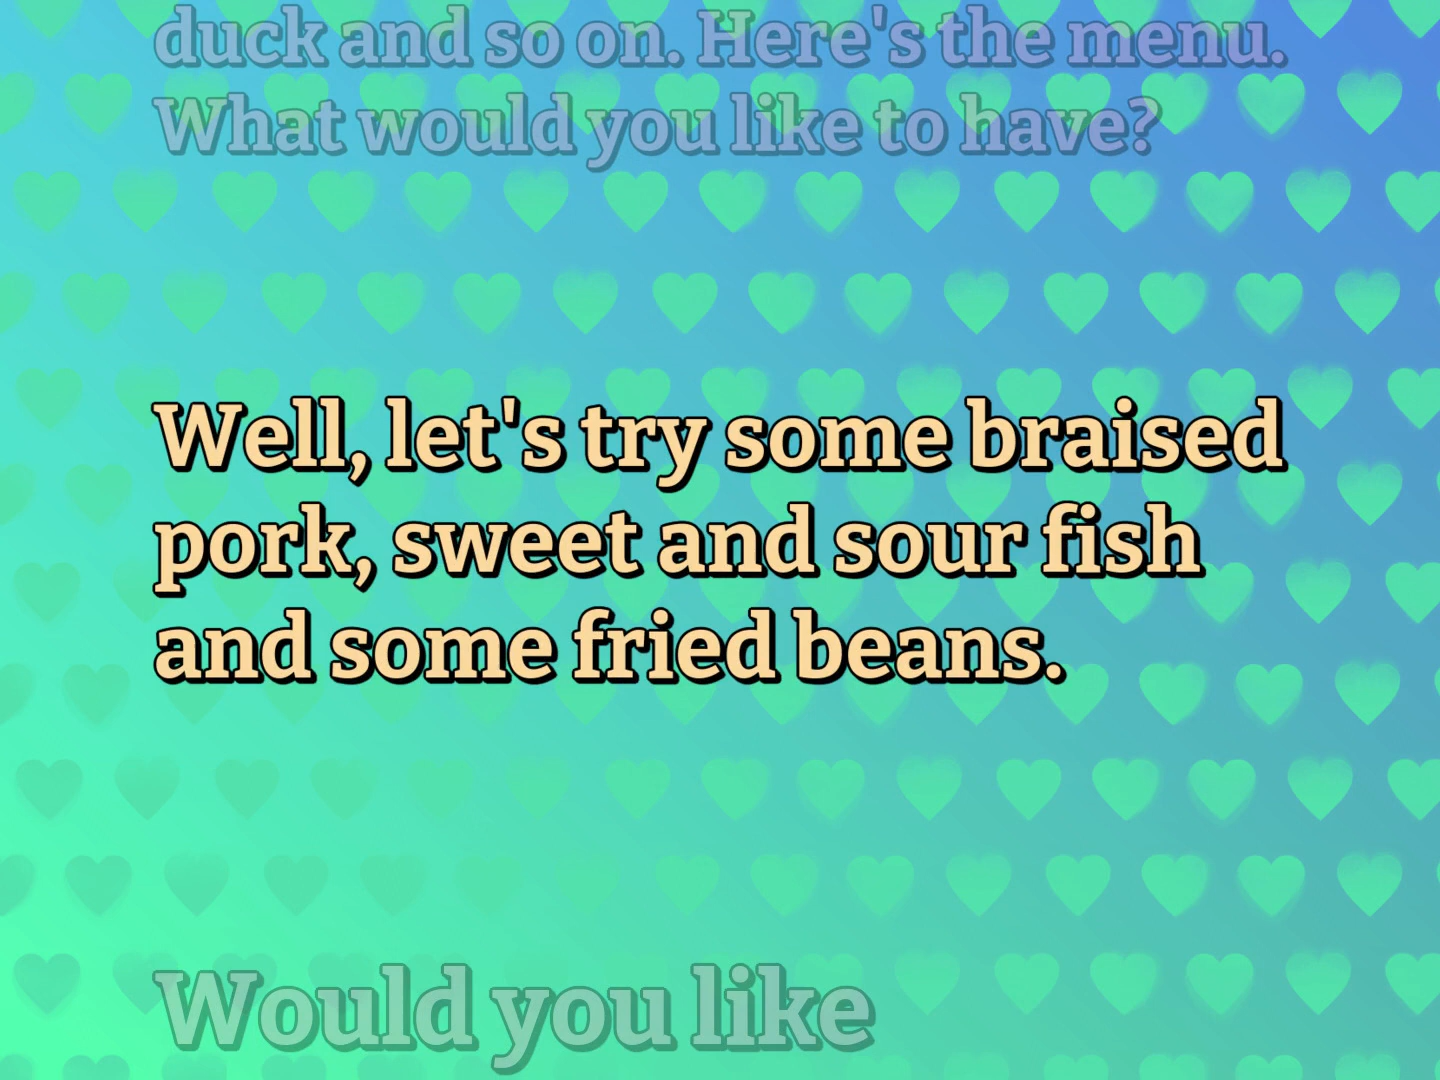 duck and so on. Here's the menu.
What would you like to have?
Well, let's try some braised
pork, sweet and sour fish
and some fried beans.
Would you like